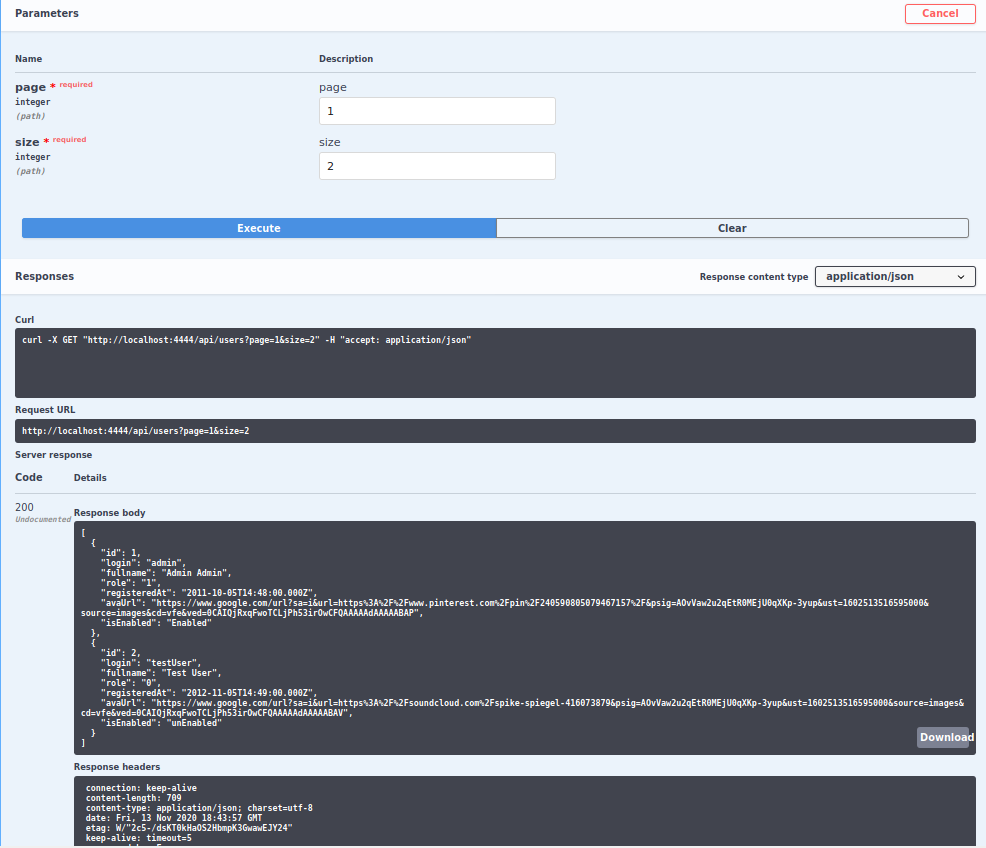 Parameters
Cancel
Name Description
page * required page
integer 1
(path)
size * required size
integer 2
(path)
Execute Clear
Responses Response content type application/json
Curl
curl -X GET "http://localhost:4444/api/users?page=1&size=2" -H "accept: application/json"
Request URL
http://localhost:4444/api/users?page=1&size=2
Server response
Code Details
200
Undocumented
Response body
[
  {
    "id": 1,
    "login": "admin",
    "fullname": "Admin Admin",
    "role": "1",
    "registeredAt": "2011-10-05T14:48:00.000Z",
    "avaUrl": "https://www.google.com/url?sa=i&url=https%3A%2F%2Fwww.pinterest.com%2Fpin%2F240590805079467157%2F&psig=AOvVaw2u2qEtR0MEjU0qXKp-3yup&ust=1602513516595000&
source=images&cd=vfe&ved=0CAIQjRxqFwoTCLjPh53irOwCFQAAAAAdAAAAABAP",
    "isEnabled": "Enabled"
  },
  {
    "id": 2,
    "login": "testUser",
    "fullname": "Test User",
    "role": "0",
    "registeredAt": "2012-11-05T14:49:00.000Z",
    "avaUrl": "https://www.google.com/url?sa=i&url=https%3A%2F%2Fsoundcloud.com%2Fspike-spiegel-416073879&psig=AOvVaw2u2qEtR0MEjU0qXKp-3yup&ust=1602513516595000&source=images&
cd=vfe&ved=0CAIQjRxqFwoTCLjPh53irOwCFQAAAAAdAAAAABAV",
    "isEnabled": "unEnabled"
  }
]
Download
Response headers
connection: keep-alive
content-length: 709
content-type: application/json; charset=utf-8
date: Fri, 13 Nov 2020 18:43:57 GMT
etag: W/"2c5-/dsKT0kHaOS2HbmpK3GwawEJY24"
keep-alive: timeout=5